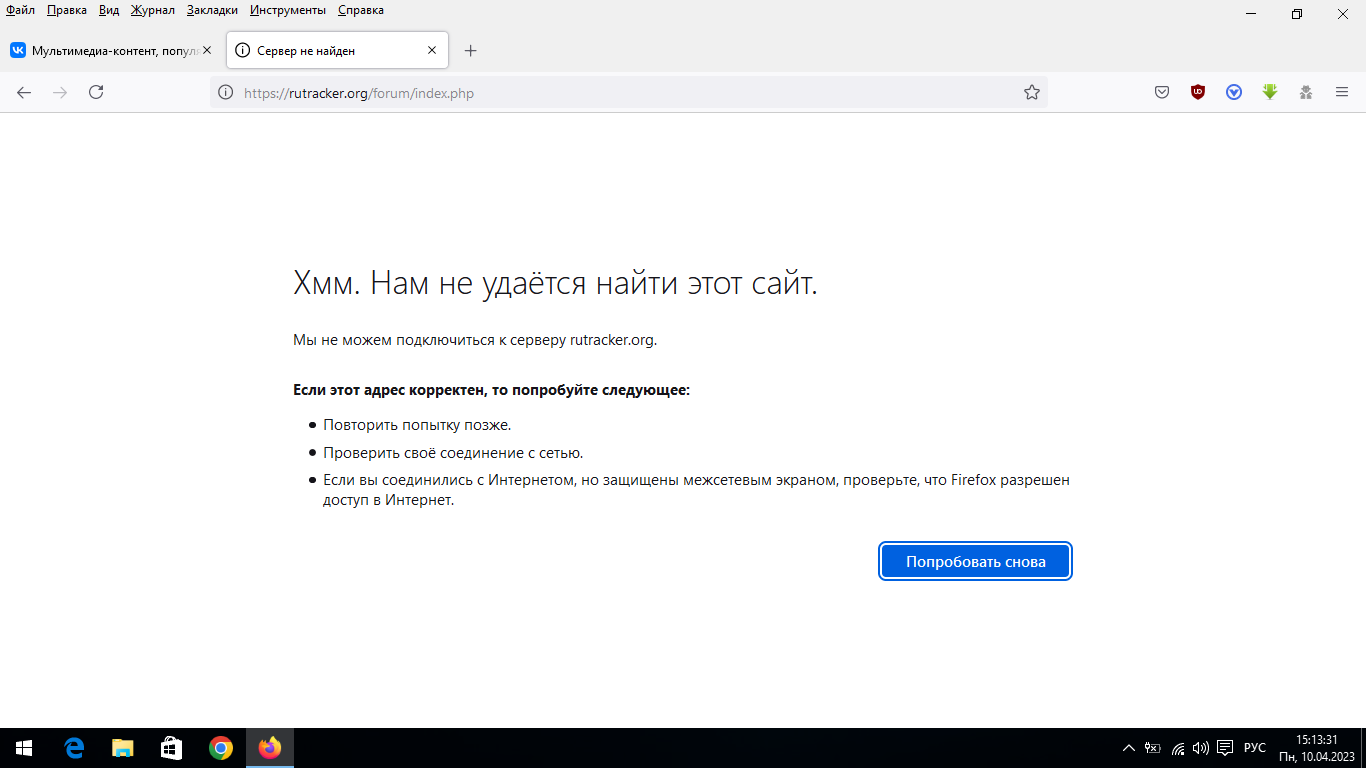 Файл Правка Вид Журнал Закладки Инструменты Справка
Мультимедиа-контент, популя
Сервер не найден
https://rutracker.org/forum/index.php
Хмм. Нам не удаётся найти этот сайт.
Мы не можем подключиться к серверу rutracker.org.
Если этот адрес корректен, то попробуйте следующее:
Повторить попытку позже.
Проверить своё соединение с сетью.
Если вы соединились с Интернетом, но защищены межсетевым экраном, проверьте, что Firefox разрешен
доступ в Интернет.
Попробовать снова
РУС
15:13:31
Пн, 10.04.2023